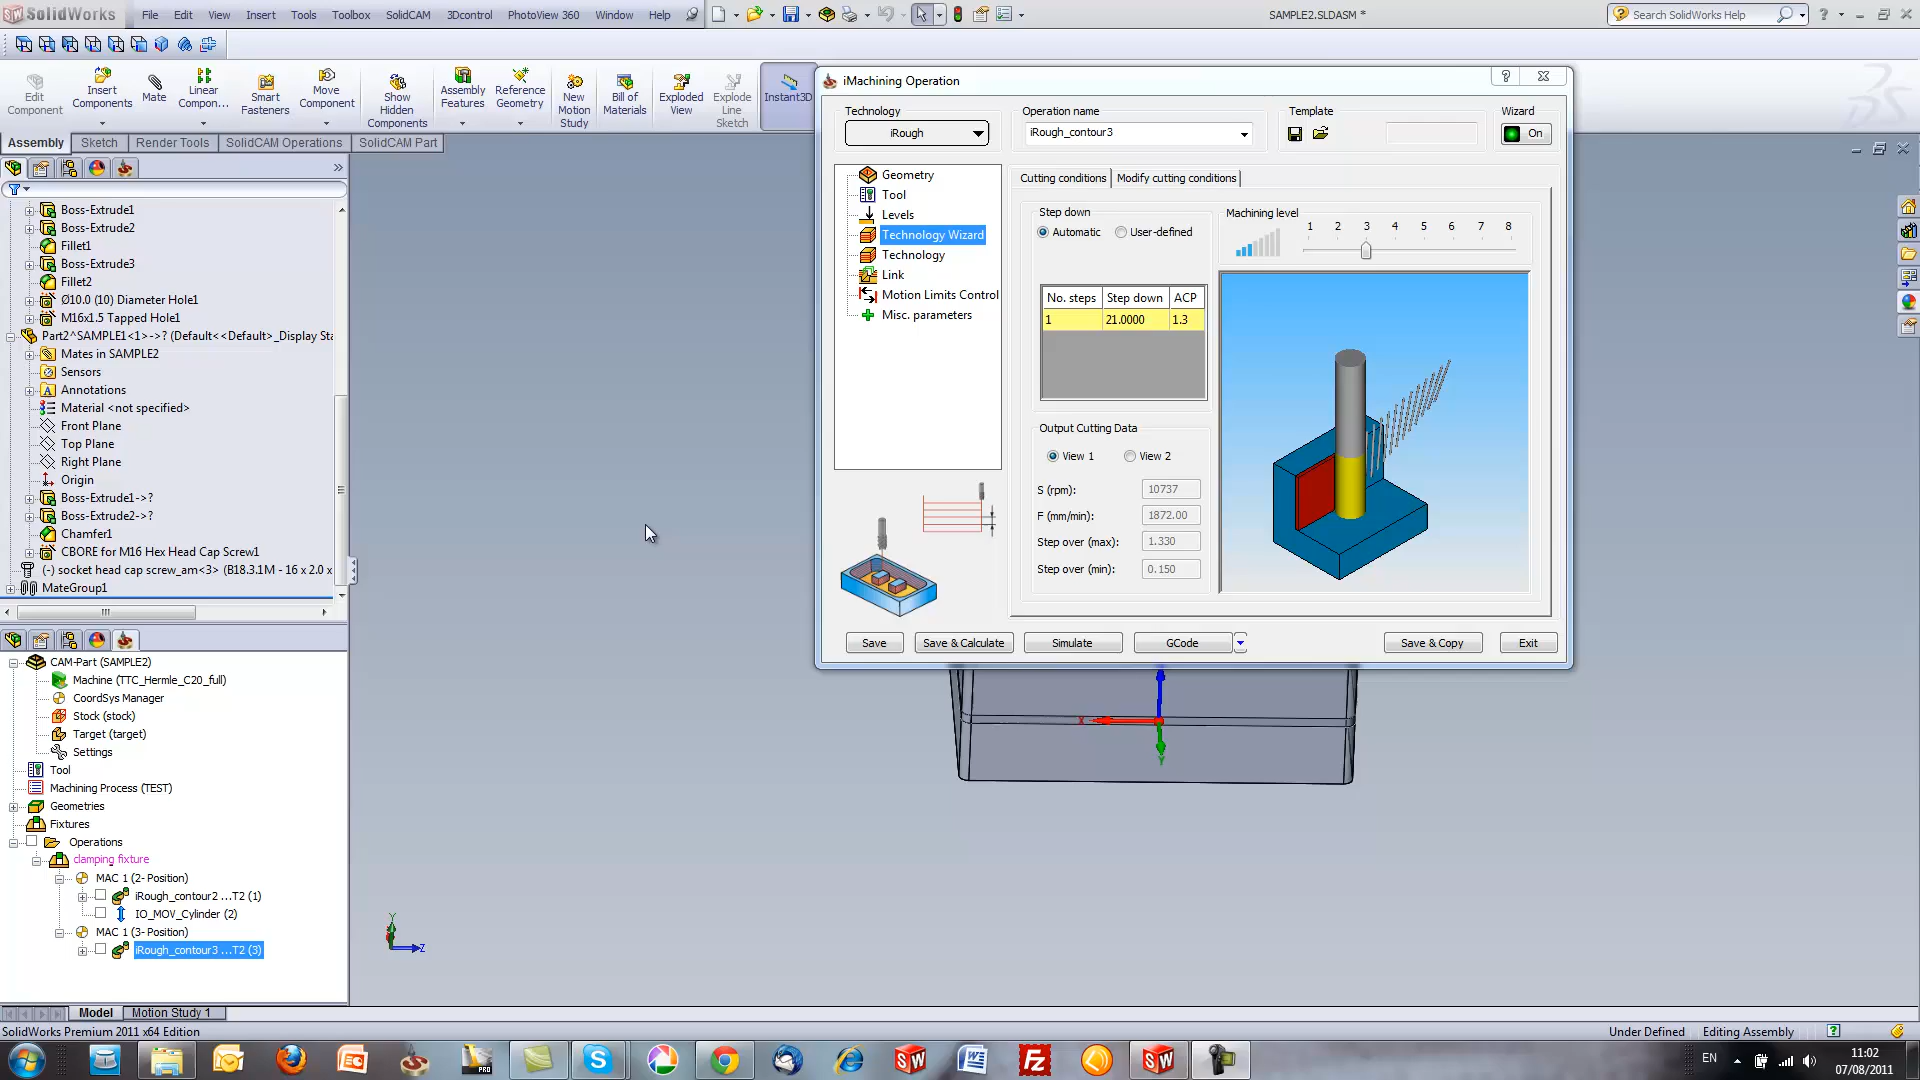 SolidWorks
File Edit View Insert Tools Toolbox SolidCAM 3Dcontrol PhotoView 360 Window Help
SAMPLE2.SLDASM *
Search SolidWorks Help
Edit Component
Insert Components
Mate
Linear Compon...
Smart Fasteners
Move Component
Show Hidden Components
Assembly Features
Reference Geometry
New Motion Study
Bill of Materials
Exploded View
Explode Line Sketch
Instant3D
Assembly Sketch Render Tools SolidCAM Operations SolidCAM Part
Boss-Extrude1
Boss-Extrude2
Fillet1
Boss-Extrude3
Fillet2
Ø10.0 (10) Diameter Hole1
M16x1.5 Tapped Hole1
Part2^SAMPLE1<1>->? (Default<<Default>_Display Sta
Mates in SAMPLE2
Sensors
Annotations
Material <not specified>
Front Plane
Top Plane
Right Plane
Origin
Boss-Extrude1->?
Boss-Extrude2->?
Chamfer1
CBORE for M16 Hex Head Cap Screw1
(-) socket head cap screw_am<3> (B18.3.1M - 16 x 2.0 x
MateGroup1
CAM-Part (SAMPLE2)
Machine (TTC_Hermle_C20_full)
CoordSys Manager
Stock (stock)
Target (target)
Settings
Tool
Machining Process (TEST)
Geometries
Fixtures
Operations
clamping fixture
MAC 1 (2- Position)
iRough_contour2 ...T2 (1)
IO_MOV_Cylinder (2)
MAC 1 (3- Position)
iRough_contour3 ...T2 (3)
Model Motion Study 1
SolidWorks Premium 2011 x64 Edition
Under Defined Editing Assembly
iMachining Operation
Technology
iRough
Operation name
iRough_contour3
Template
Wizard
On
Geometry
Tool
Levels
Technology Wizard
Technology
Link
Motion Limits Control
Misc. parameters
Cutting conditions Modify cutting conditions
Step down
Automatic User-defined
Machining level
1 2 3 4 5 6 7 8
No. steps Step down ACP
1 21.0000 1.3
Output Cutting Data
View 1 View 2
S (rpm): 10737
F (mm/min): 1872.00
Step over (max): 1.330
Step over (min): 0.150
Save Save & Calculate Simulate GCode Save & Copy Exit
X
Y
Y
Z
EN
11:02
07/08/2011